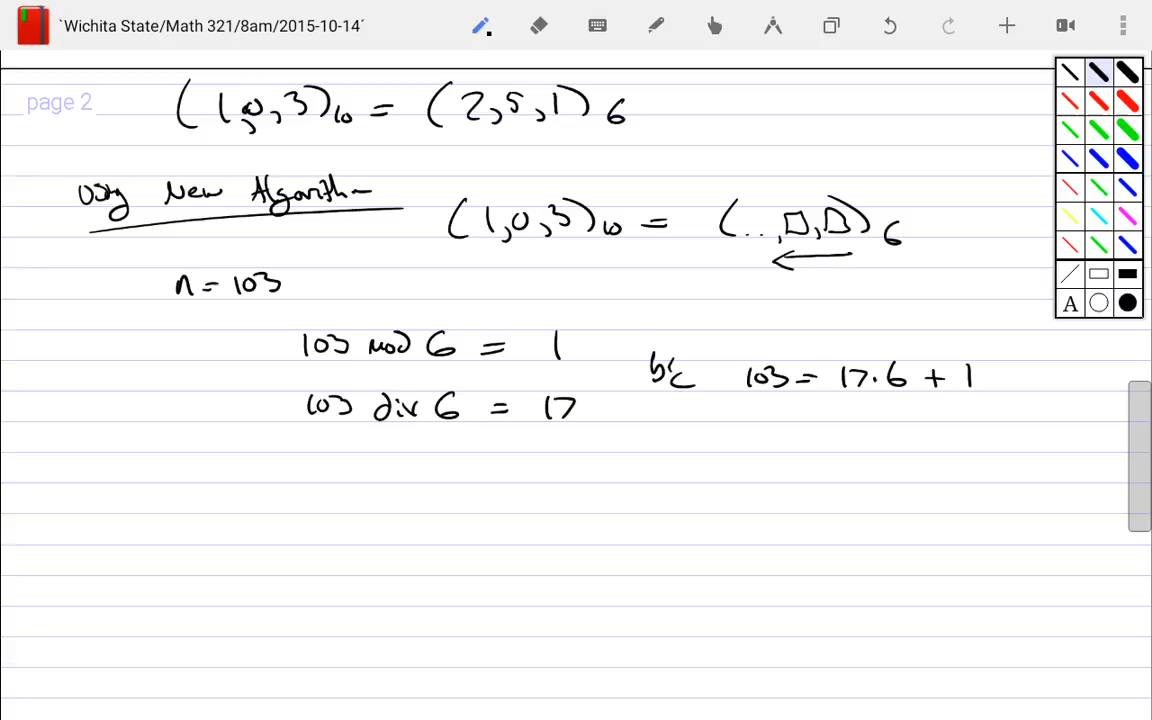 `Wichita State/Math 321/8am/2015-10-14´
page 2
(1,0,3)₁₀ = (2,5,1)₆
Using New Algorithm
(1,0,3)₁₀ = (..,□,□)₆
n = 103
103 mod 6 = 1
b/c 103 = 17·6 + 1
103 div 6 = 17
A